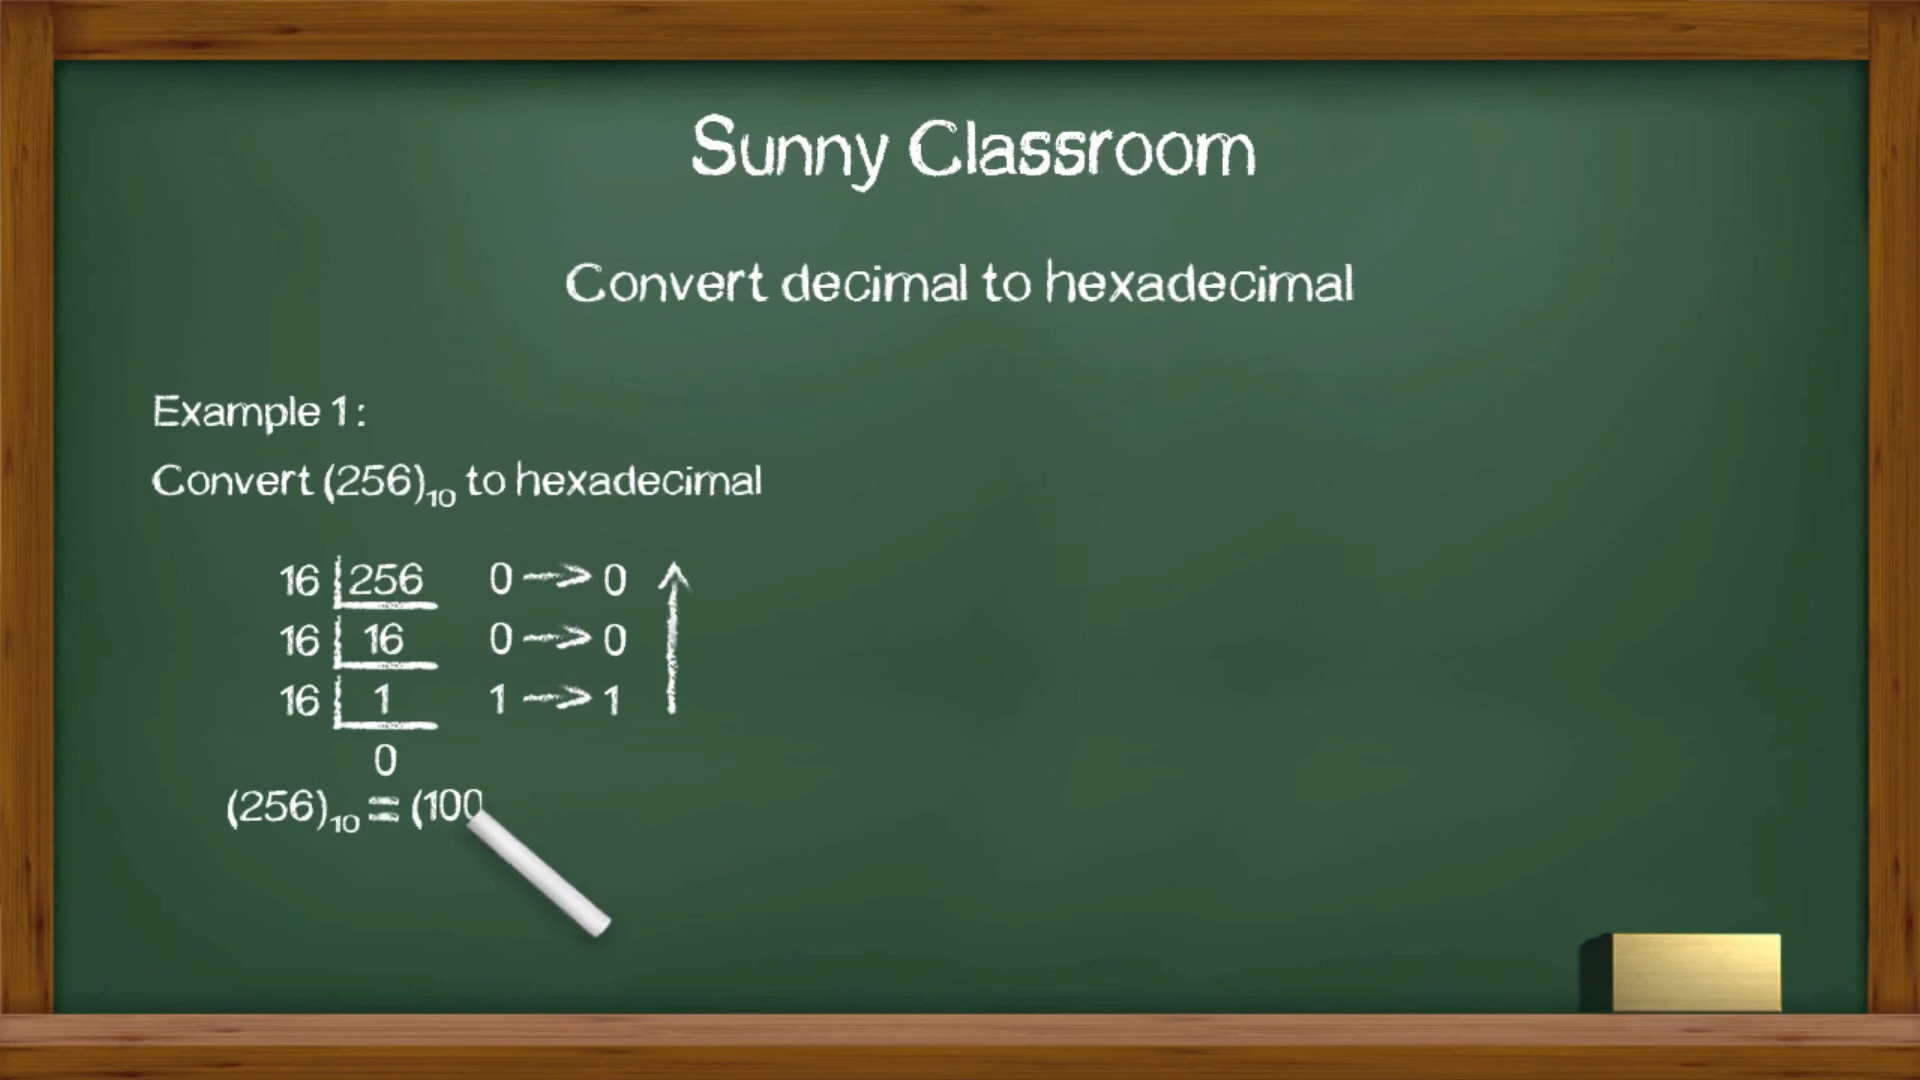 Sunny Classroom
Convert decimal to hexadecimal
Example 1:
Convert (256)₁₀ to hexadecimal
16 256 0 → 0
16 16 0 → 0
16 1 1 → 1
0
(256)₁₀ = (100